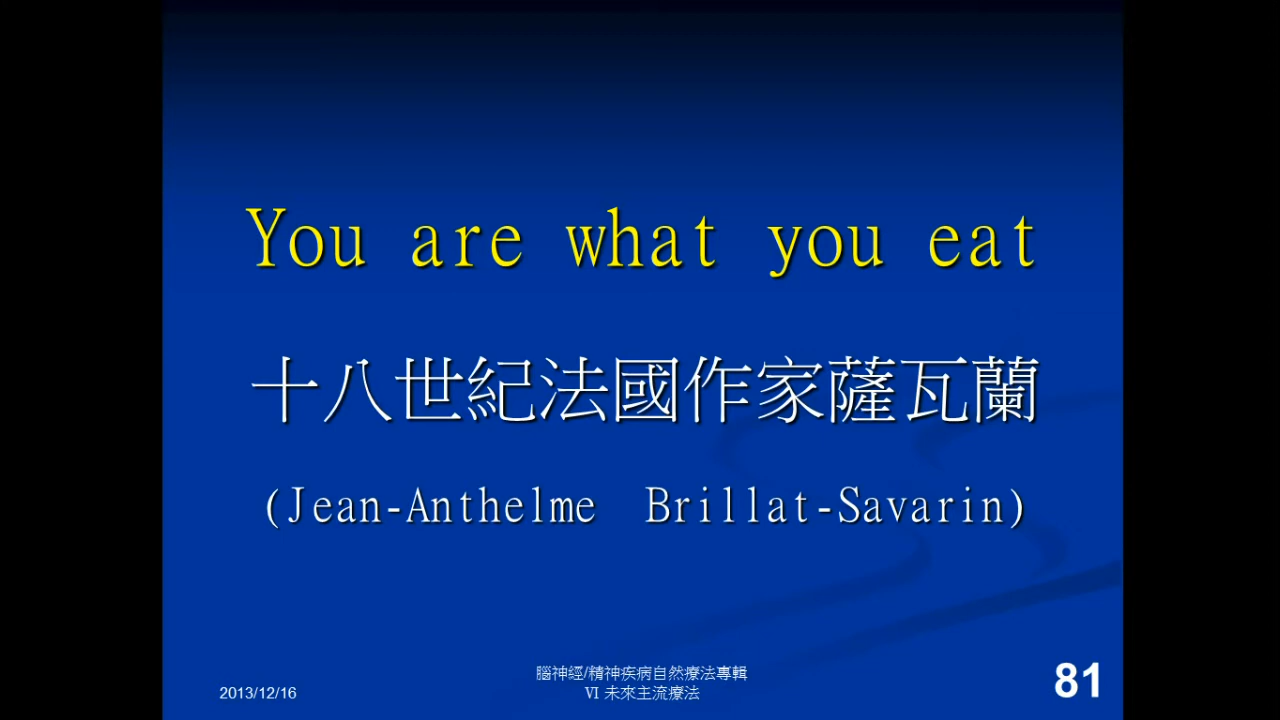 You are what you eat
十八世紀法國作家薩瓦蘭
(Jean-Anthelme Brillat-Savarin)
2013/12/16
腦神經/精神疾病自然療法專輯
VI 未來主流療法
81